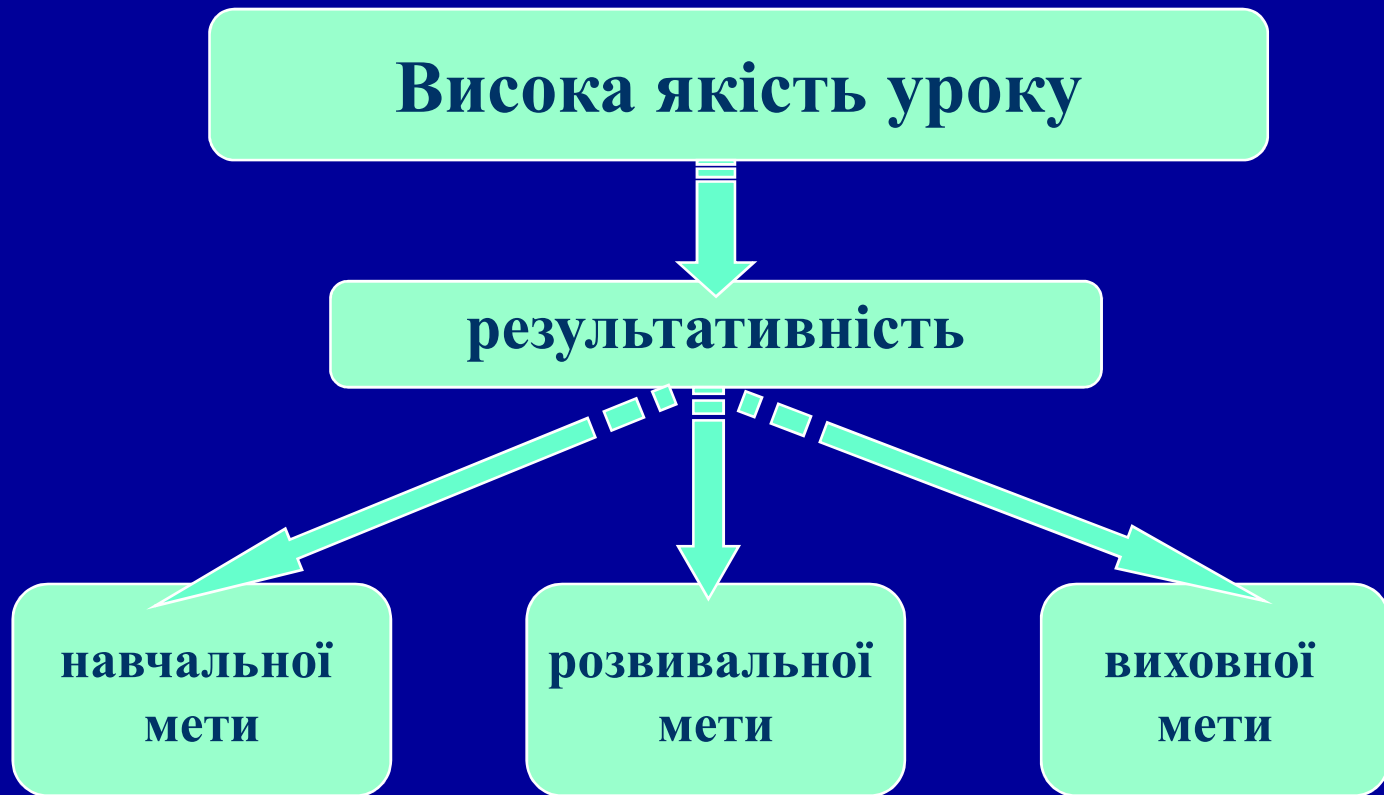 Висока якість уроку
результативність
навчальної
мети
розвивальної
мети
виховної
мети